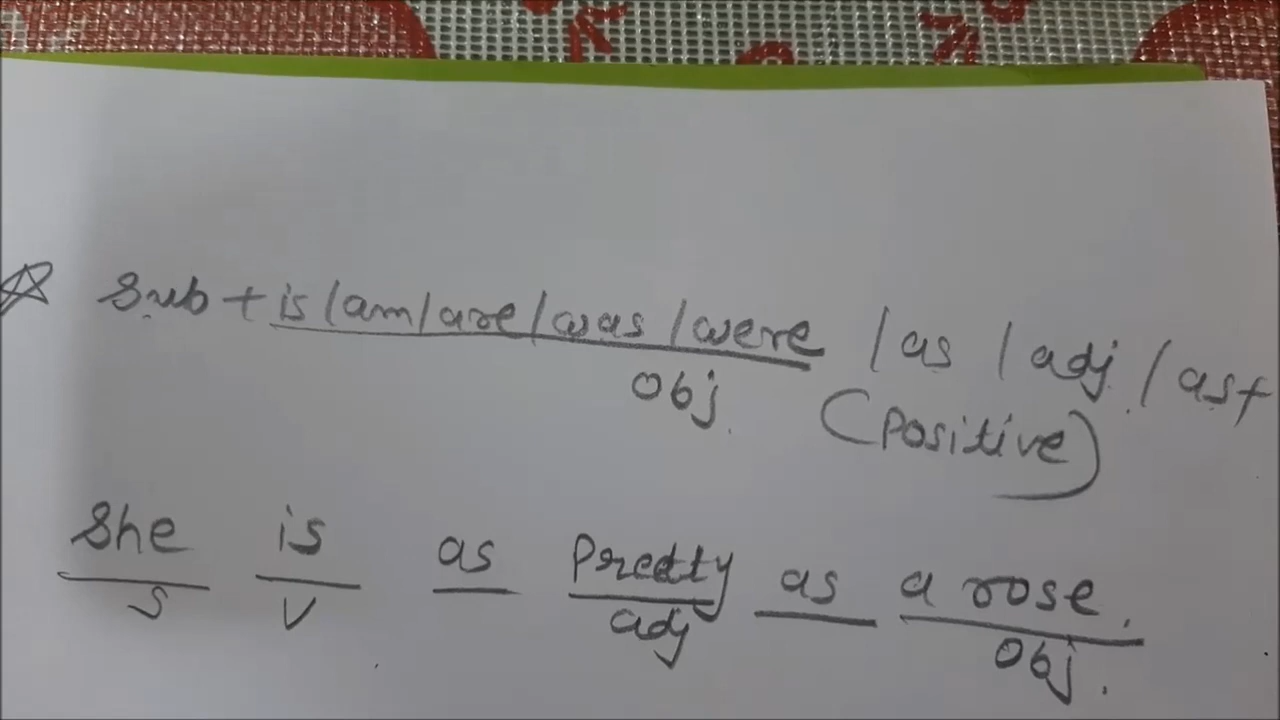 Sub + is / am / are / was / were / as / adj / as +
Obj. (Positive)
She is as Pretty as a rose.
S V adj Obj.